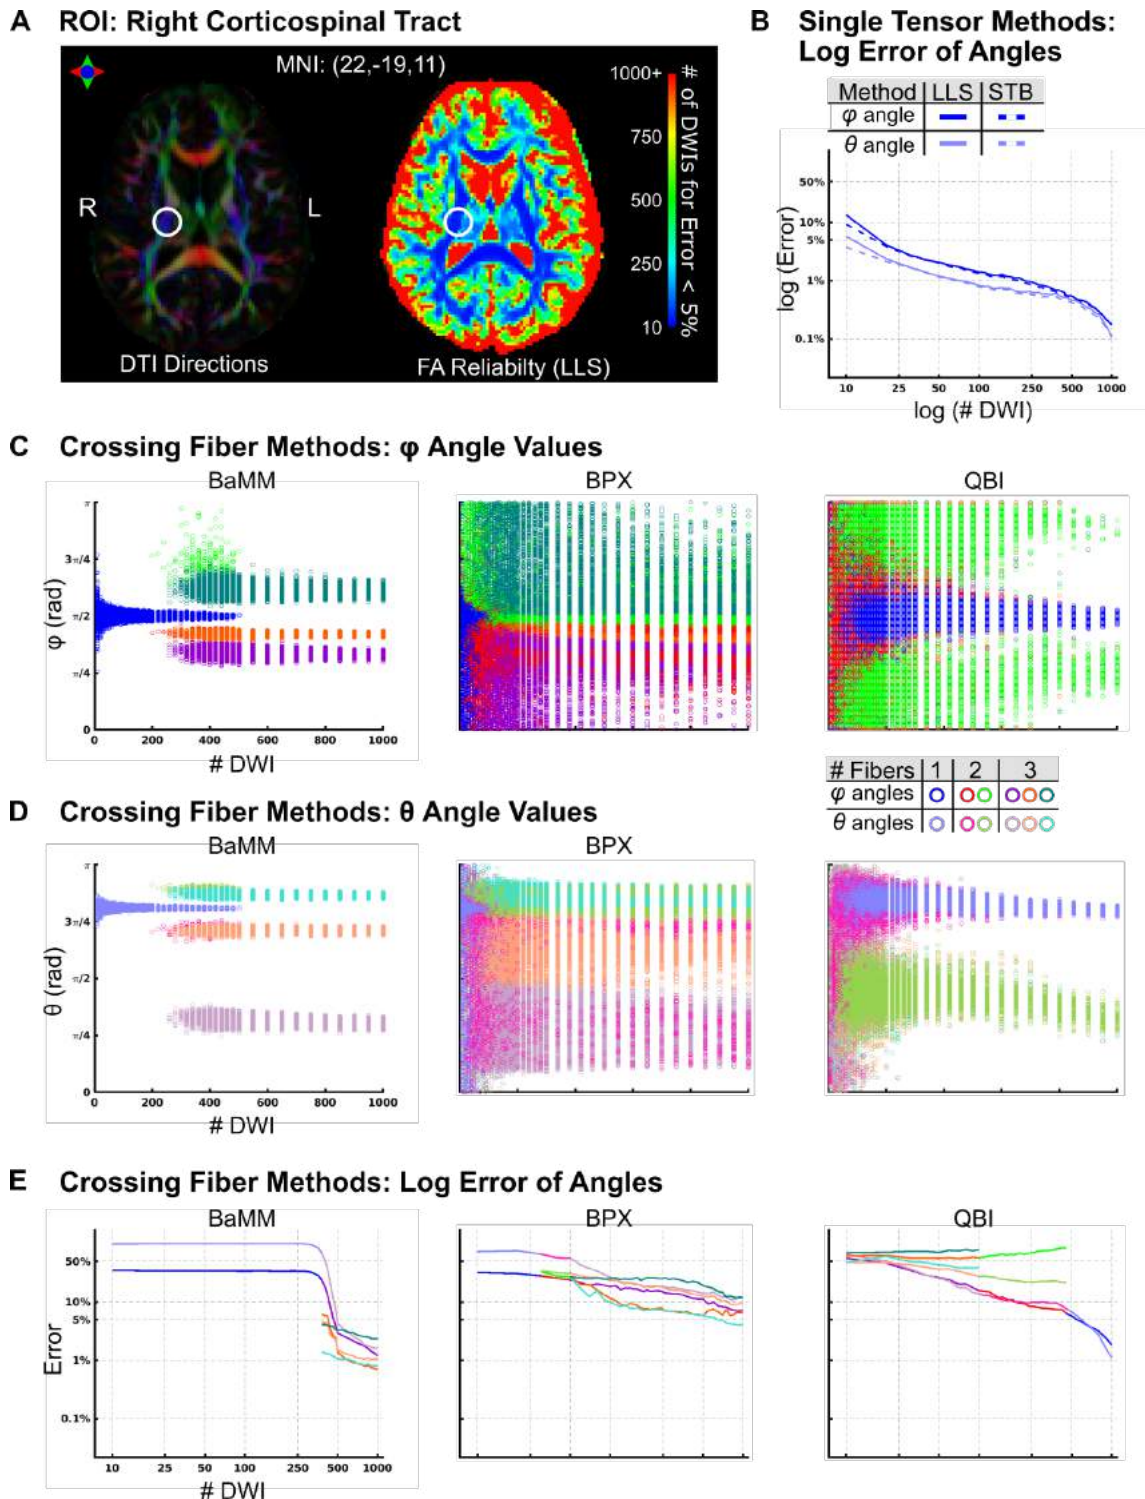 A ROI: Right Corticospinal Tract
MNI: (22,-19,11)
R
L
DTI Directions
FA Reliabilty (LLS)
1000+
750
500
250
10
# of DWIs for Error < 5%
B Single Tensor Methods:
Log Error of Angles
Method LLS STB
φ angle
θ angle
50%
10%
5%
1%
0.1%
log (Error)
10 25 50 100 250 500 1000
log (# DWI)
C Crossing Fiber Methods: φ Angle Values
BaMM BPX QBI
π
3π/4
π/2
π/4
0
φ (rad)
0 200 400 600 800 1000
# DWI
# Fibers 1 2 3
φ angles
θ angles
D Crossing Fiber Methods: θ Angle Values
BaMM BPX
π
3π/4
π/2
π/4
0
θ (rad)
0 200 400 600 800 1000
# DWI
E Crossing Fiber Methods: Log Error of Angles
BaMM BPX QBI
50%
10%
5%
1%
0.1%
Error
10 25 50 100 250 500 1000
# DWI